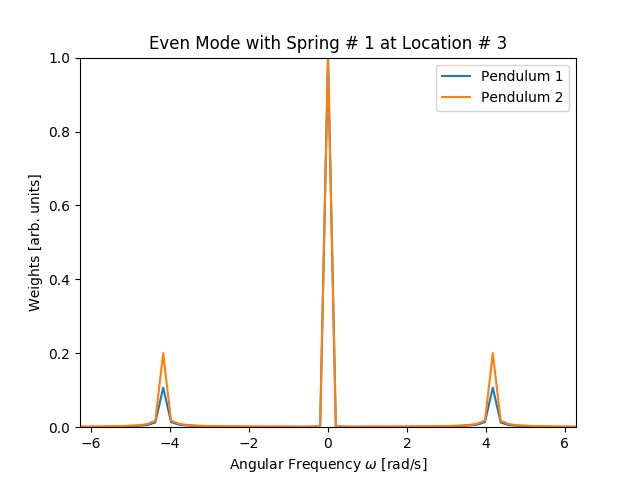 Even Mode with Spring # 1 at Location # 3
Pendulum 1
Pendulum 2
1.0
0.8
0.6
0.4
0.2
0.0
Weights [arb. units]
−6
−4
−2
0
2
4
6
Angular Frequency ω [rad/s]